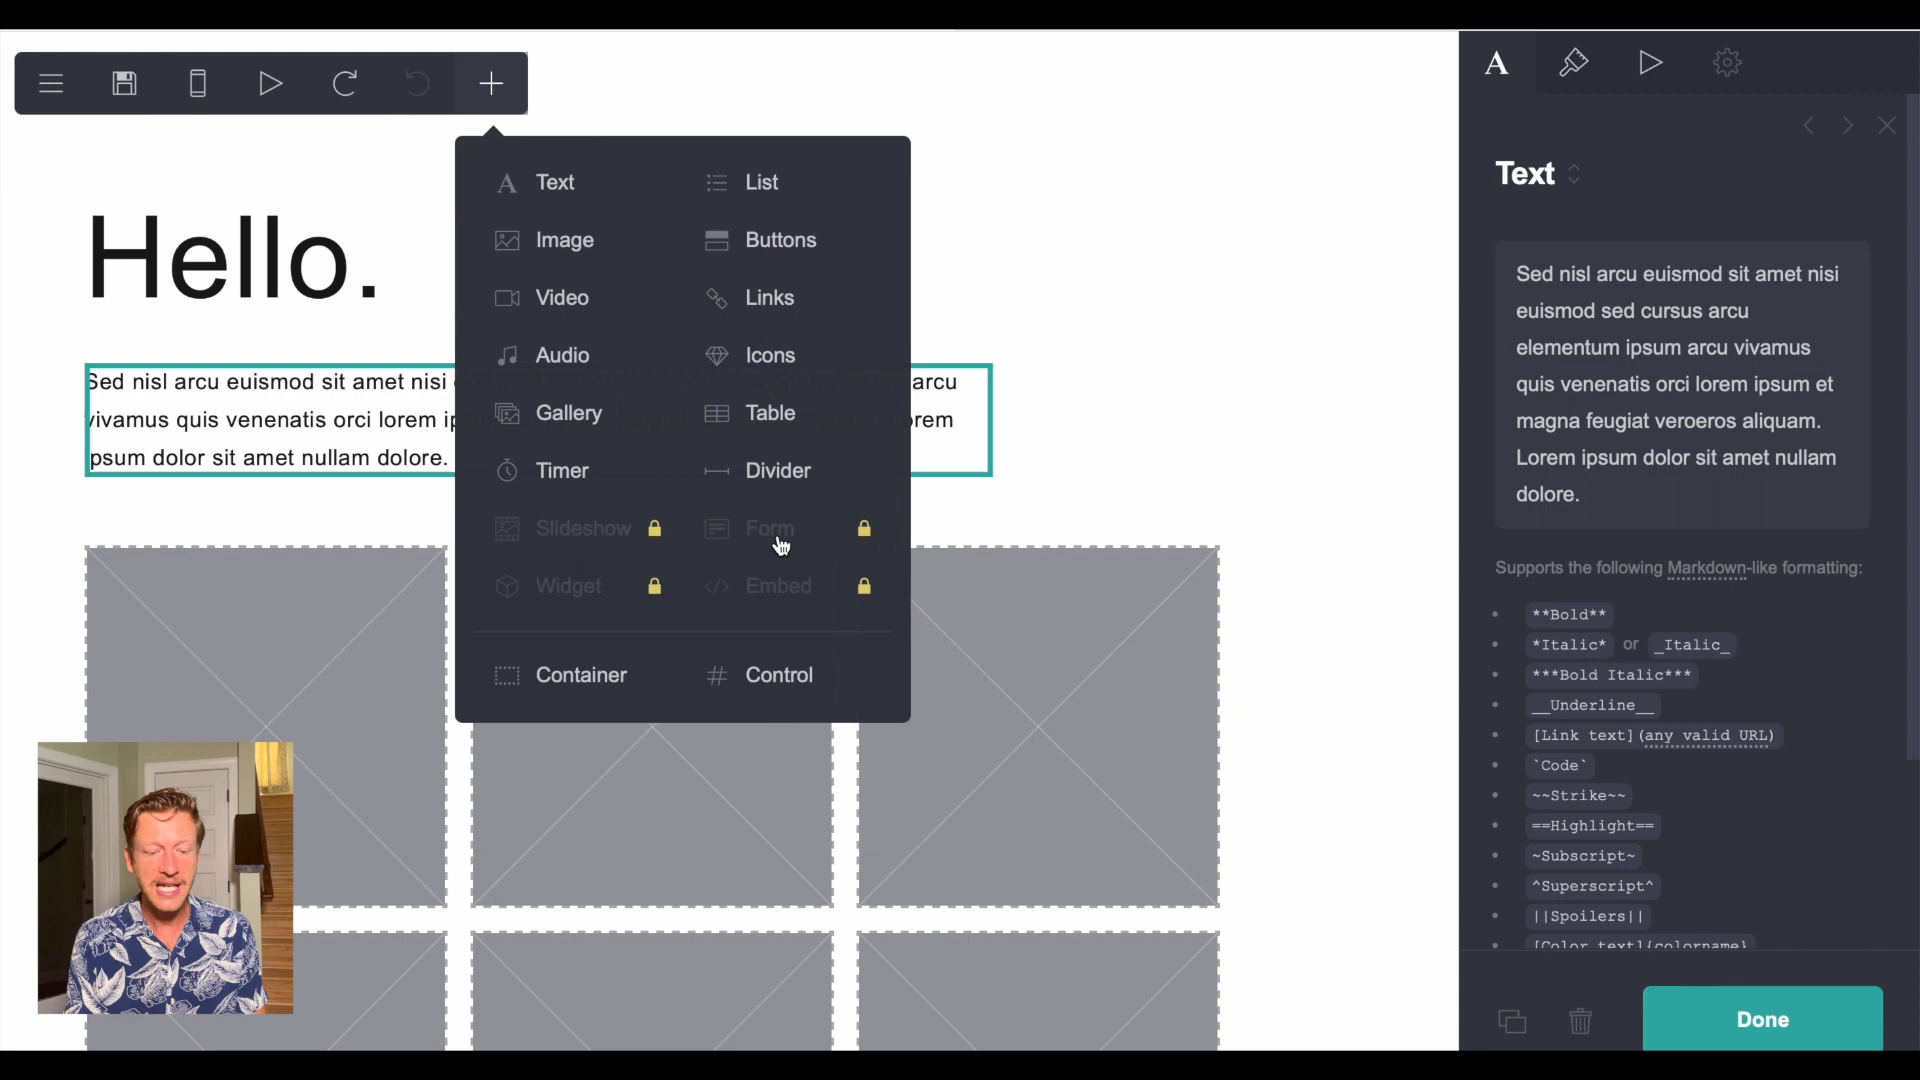 A
Text
List
Image
Buttons
Video
Links
Audio
Icons
Gallery
Table
Timer
Divider
Slideshow
Form
Widget
Embed
Container
Control
Hello.
Sed nisl arcu euismod sit amet nisi
arcu
vivamus quis venenatis orci lorem
orem
ipsum dolor sit amet nullam dolore.
Text
Sed nisl arcu euismod sit amet nisi
euismod sed cursus arcu
elementum ipsum arcu vivamus
quis venenatis orci lorem ipsum et
magna feugiat veroeros aliquam.
Lorem ipsum dolor sit amet nullam
dolore.
Supports the following Markdown-like formatting:
**Bold**
*Italic* or _Italic_
***Bold Italic***
__Underline__
[Link text](any valid URL)
`Code`
~~Strike~~
==Highlight==
~Subscript~
^Superscript^
||Spoilers||
[Color text]{colorname}
Done